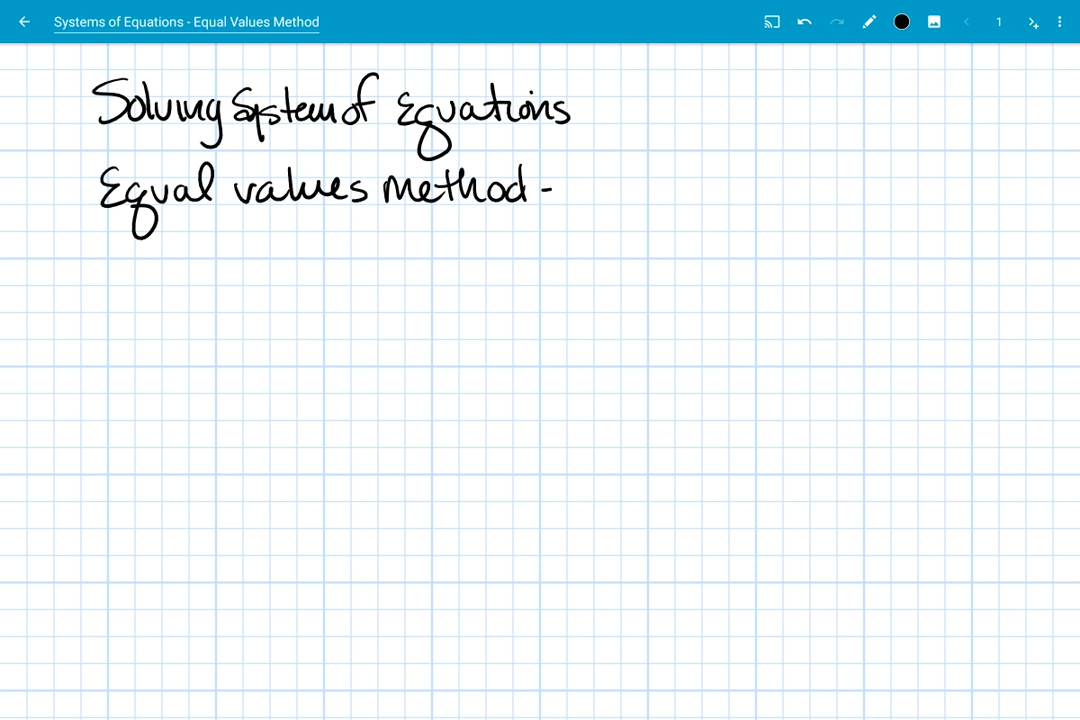 Systems of Equations - Equal Values Method
1
Solving System of Equations
Equal values method -